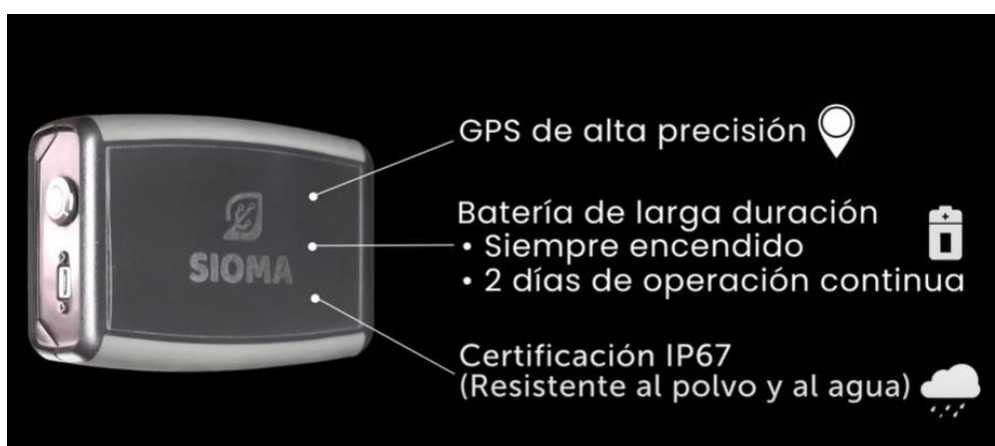 SIOMA
GPS de alta precisión
Batería de larga duración
• Siempre encendido
• 2 días de operación continua
Certificación IP67
(Resistente al polvo y al agua)